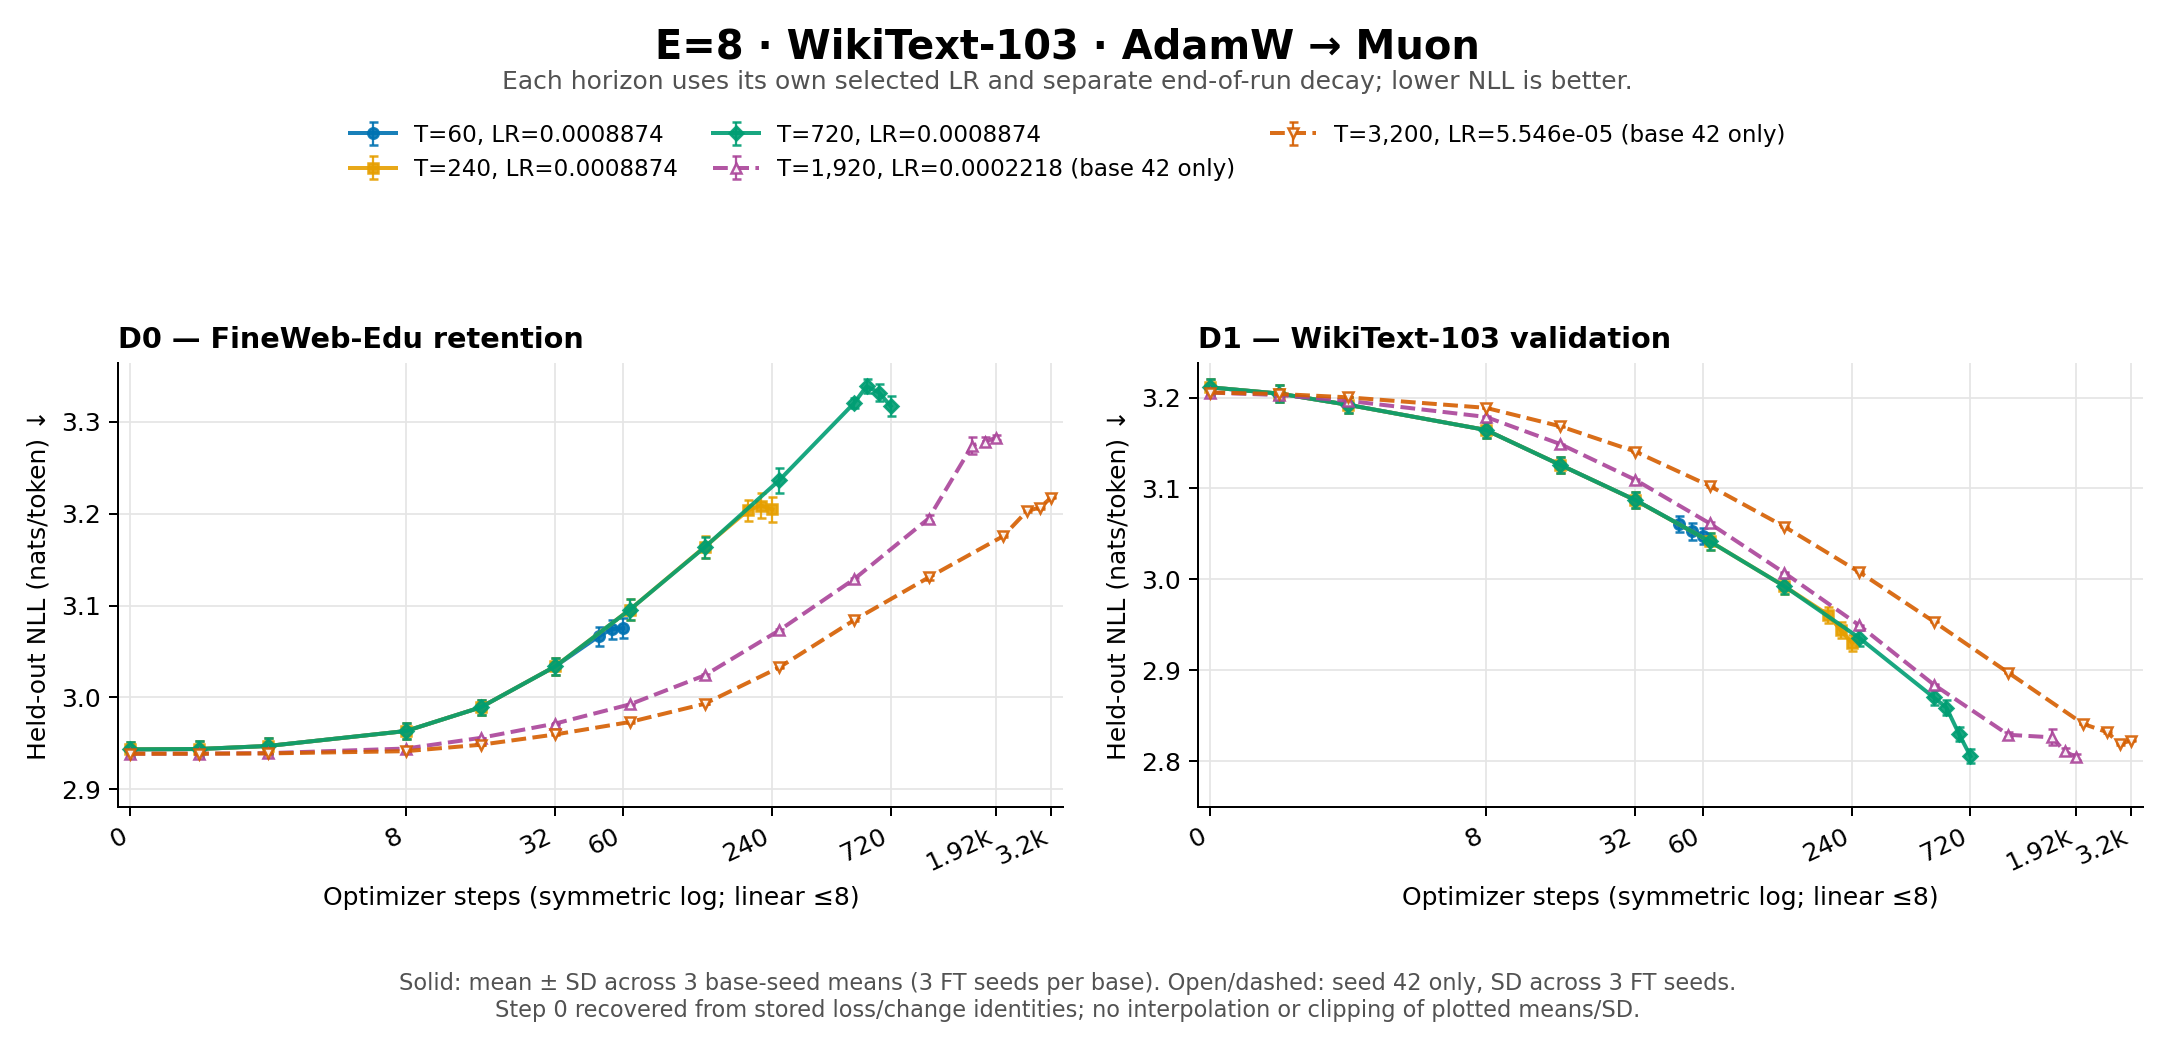 E=8 · WikiText-103 · AdamW → Muon
Each horizon uses its own selected LR and separate end-of-run decay; lower NLL is better.
T=60, LR=0.0008874
T=240, LR=0.0008874
T=720, LR=0.0008874
T=1,920, LR=0.0002218 (base 42 only)
T=3,200, LR=5.546e-05 (base 42 only)
D0 — FineWeb-Edu retention
Held-out NLL (nats/token) ↓
3.3
3.2
3.1
3.0
2.9
0
8
32
60
240
720
1.92k
3.2k
Optimizer steps (symmetric log; linear ≤8)
D1 — WikiText-103 validation
Held-out NLL (nats/token) ↓
3.2
3.1
3.0
2.9
2.8
0
8
32
60
240
720
1.92k
3.2k
Optimizer steps (symmetric log; linear ≤8)
Solid: mean ± SD across 3 base-seed means (3 FT seeds per base). Open/dashed: seed 42 only, SD across 3 FT seeds.
Step 0 recovered from stored loss/change identities; no interpolation or clipping of plotted means/SD.